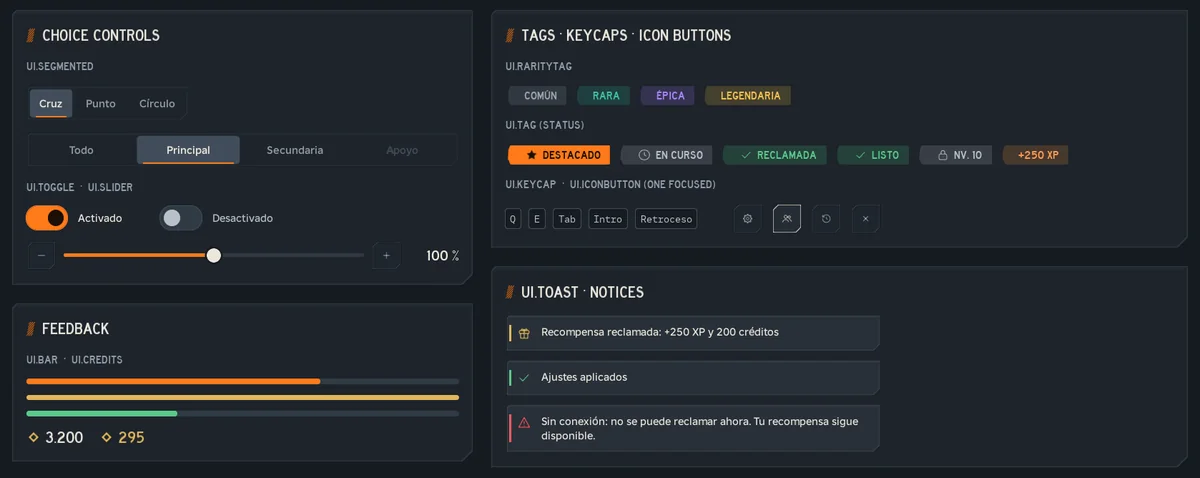 CHOICE CONTROLS
UI.SEGMENTED
Cruz Punto Círculo
Todo Principal Secundaria Apoyo
UI.TOGGLE · UI.SLIDER
Activado Desactivado
− + 100 %
FEEDBACK
UI.BAR · UI.CREDITS
3.200 295
TAGS · KEYCAPS · ICON BUTTONS
UI.RARITYTAG
COMÚN RARA ÉPICA LEGENDARIA
UI.TAG (STATUS)
DESTACADO EN CURSO RECLAMADA LISTO NV. 10 +250 XP
UI.KEYCAP · UI.ICONBUTTON (ONE FOCUSED)
Q E Tab Intro Retroceso
UI.TOAST · NOTICES
Recompensa reclamada: +250 XP y 200 créditos
Ajustes aplicados
Sin conexión: no se puede reclamar ahora. Tu recompensa sigue
disponible.